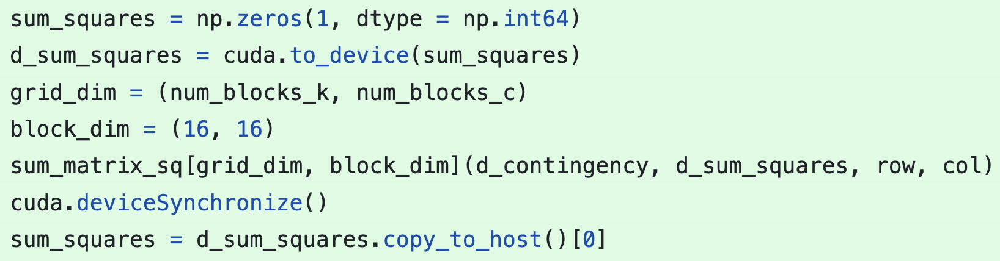 sum_squares = np.zeros(1, dtype = np.int64)
d_sum_squares = cuda.to_device(sum_squares)
grid_dim = (num_blocks_k, num_blocks_c)
block_dim = (16, 16)
sum_matrix_sq[grid_dim, block_dim](d_contingency, d_sum_squares, row, col)
cuda.deviceSynchronize()
sum_squares = d_sum_squares.copy_to_host()[0]